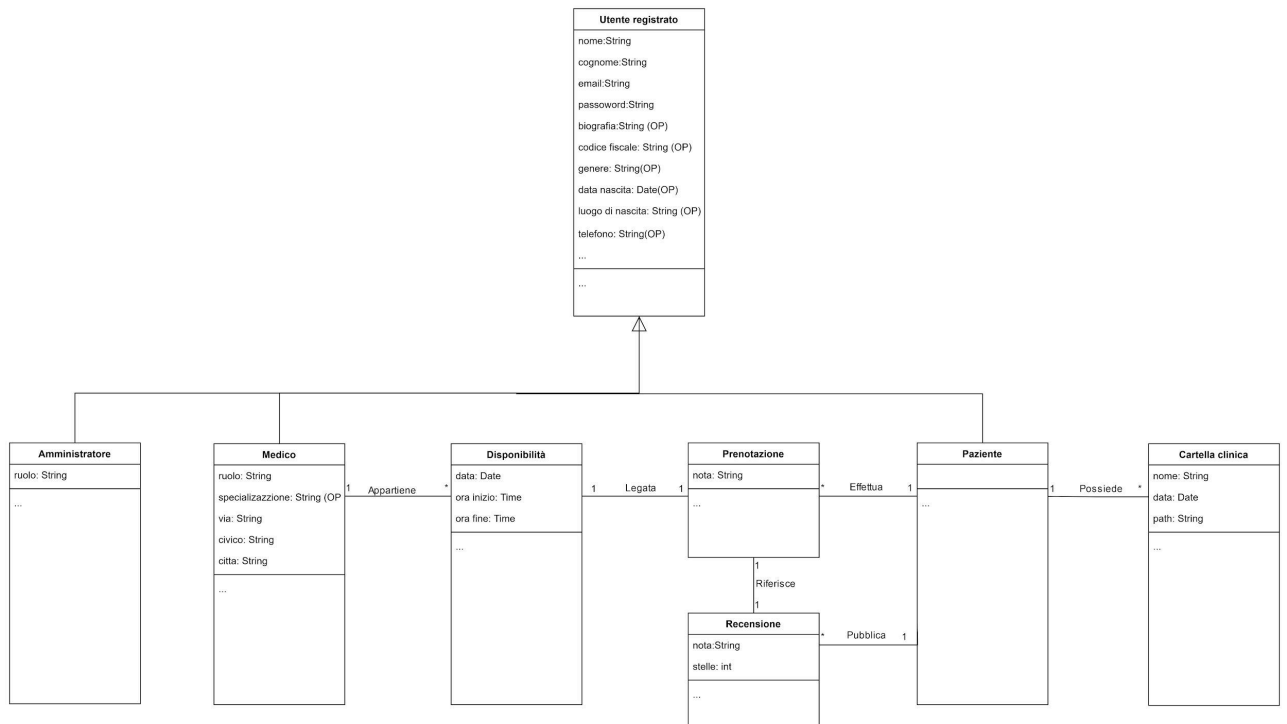 Utente registrato
nome:String
cognome:String
email:String
passoword:String
biografia:String (OP)
codice fiscale: String (OP)
genere: String(OP)
data nascita: Date(OP)
luogo di nascita: String (OP)
telefono: String(OP)
...
...
Amministratore
ruolo: String
...
Medico
ruolo: String
specializazzione: String (OP
via: String
civico: String
citta: String
...
1 Appartiene *
Disponibilità
data: Date
ora inizio: Time
ora fine: Time
...
1 Legata 1
Prenotazione
nota: String
...
* Effettua 1
Paziente
...
1 Possiede *
Cartella clinica
nome: String
data: Date
path: String
...
1
Riferisce
1
Recensione
nota:String
stelle: int
...
* Pubblica 1